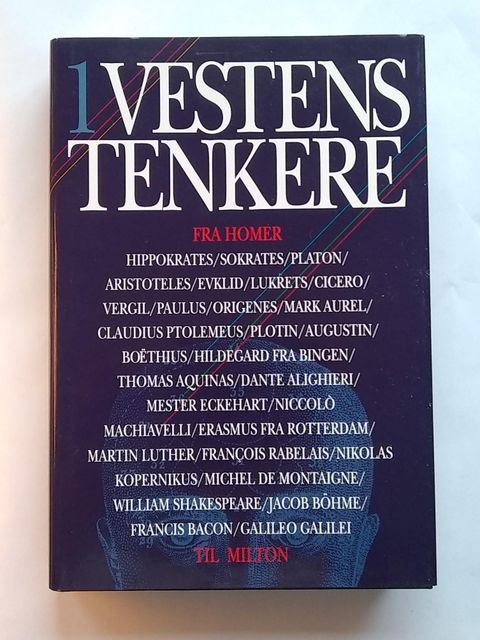 1 VESTENS
TENKERE
FRA HOMER
HIPPOKRATES/SOKRATES/PLATON/
ARISTOTELES/EVKLID/LUKRETS/CICERO/
VERGIL/PAULUS/ORIGENES/MARK AUREL/
CLAUDIUS PTOLEMEUS/PLOTIN/AUGUSTIN/
BOËTHIUS/HILDEGARD FRA BINGEN/
THOMAS AQUINAS/DANTE ALIGHIERI/
MESTER ECKEHART/NICCOLÒ
MACHIAVELLI/ERASMUS FRA ROTTERDAM/
MARTIN LUTHER/FRANÇOIS RABELAIS/NIKOLAS
KOPERNIKUS/MICHEL DE MONTAIGNE/
WILLIAM SHAKESPEARE/JACOB BÖHME/
FRANCIS BACON/GALILEO GALILEI
TIL MILTON